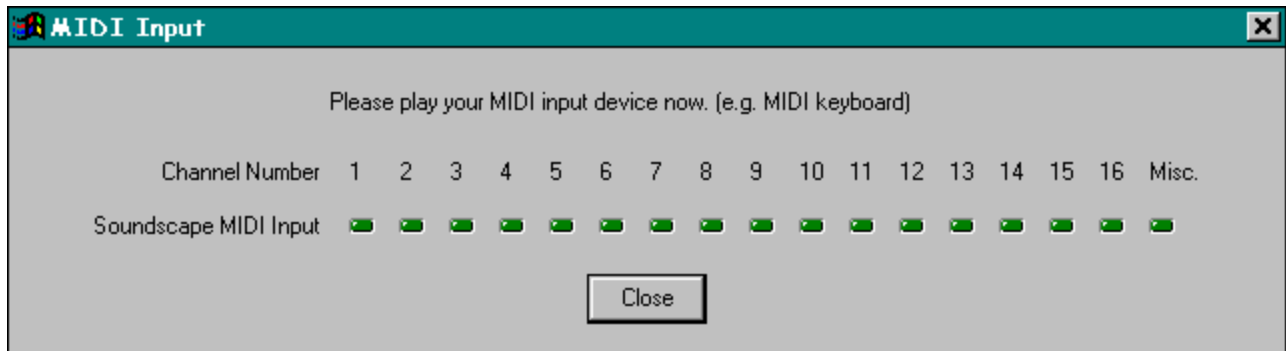 MIDI Input
Please play your MIDI input device now. (e.g. MIDI keyboard)
Channel Number 1 2 3 4 5 6 7 8 9 10 11 12 13 14 15 16 Misc.
Soundscape MIDI Input
Close